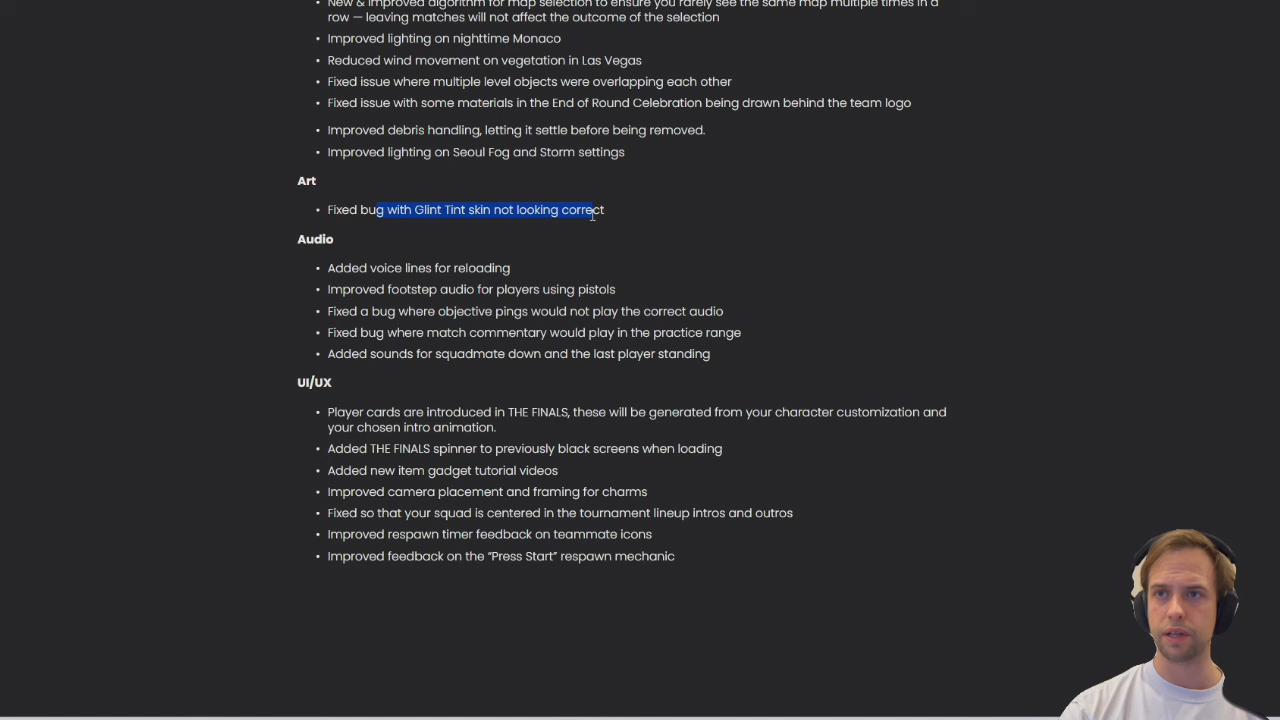 New & improved algorithm for map selection to ensure you rarely see the same map multiple times in a
row — leaving matches will not affect the outcome of the selection
• Improved lighting on nighttime Monaco
• Reduced wind movement on vegetation in Las Vegas
• Fixed issue where multiple level objects were overlapping each other
• Fixed issue with some materials in the End of Round Celebration being drawn behind the team logo
• Improved debris handling, letting it settle before being removed.
• Improved lighting on Seoul Fog and Storm settings
Art
• Fixed bug with Glint Tint skin not looking correct
Audio
• Added voice lines for reloading
• Improved footstep audio for players using pistols
• Fixed a bug where objective pings would not play the correct audio
• Fixed bug where match commentary would play in the practice range
• Added sounds for squadmate down and the last player standing
UI/UX
• Player cards are introduced in THE FINALS, these will be generated from your character customization and
your chosen intro animation.
• Added THE FINALS spinner to previously black screens when loading
• Added new item gadget tutorial videos
• Improved camera placement and framing for charms
• Fixed so that your squad is centered in the tournament lineup intros and outros
• Improved respawn timer feedback on teammate icons
• Improved feedback on the “Press Start” respawn mechanic